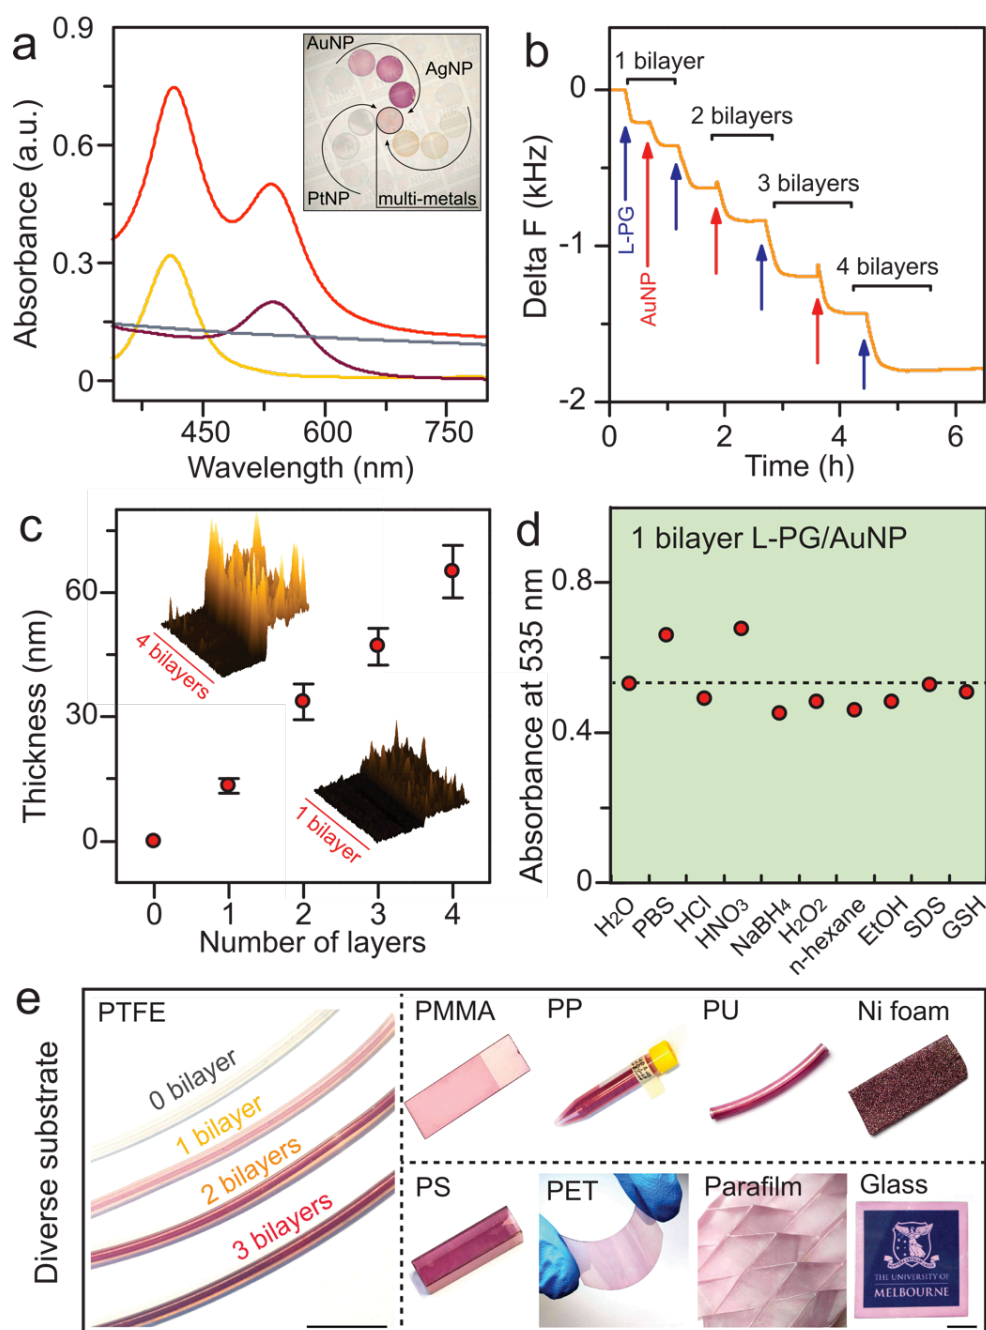 a
0.9
0.6
0.3
0
Absorbance (a.u.)
450
600
750
Wavelength (nm)
AuNP
AgNP
PtNP
multi-metals
b
0
-1
-2
Delta F (kHz)
1 bilayer
2 bilayers
3 bilayers
4 bilayers
L-PG
AuNP
0
2
4
6
Time (h)
c
60
30
0
Thickness (nm)
4 bilayers
1 bilayer
0
1
2
3
4
Number of layers
d
1 bilayer L-PG/AuNP
0.8
0.4
0
Absorbance at 535 nm
H₂O
PBS
HCl
HNO₃
NaBH₄
H₂O₂
n-hexane
EtOH
SDS
GSH
e
Diverse substrate
PTFE
0 bilayer
1 bilayer
2 bilayers
3 bilayers
PMMA
PP
PU
Ni foam
PS
PET
Parafilm
Glass
THE UNIVERSITY OF
MELBOURNE